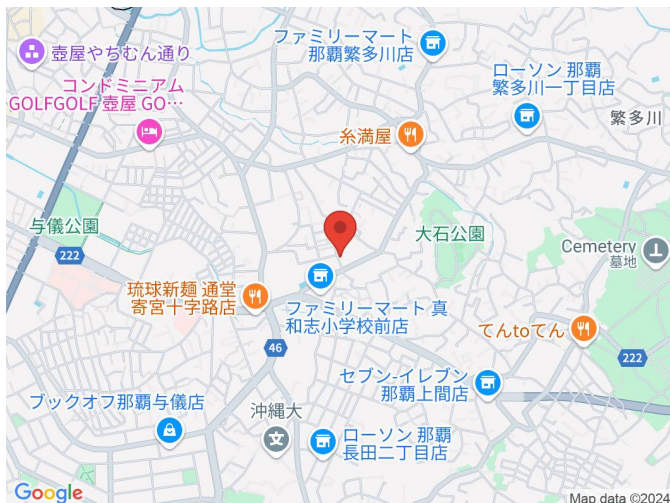 ファミリーマート
那覇繁多川店
壺屋やちむん通り
コンドミニアム
GOLFGOLF 壺屋 GO…
ローソン 那覇
繁多川一丁目店
繁多川
糸満屋
与儀公園
222
大石公園
Cemetery
墓地
琉球新麺 通堂
寄宮十字路店
ファミリーマート 真
和志小学校前店
てんtoてん
46
222
セブン-イレブン
那覇上間店
ブックオフ那覇与儀店
沖縄大
文
ローソン 那覇
長田二丁目店
Google
Map data ©2024